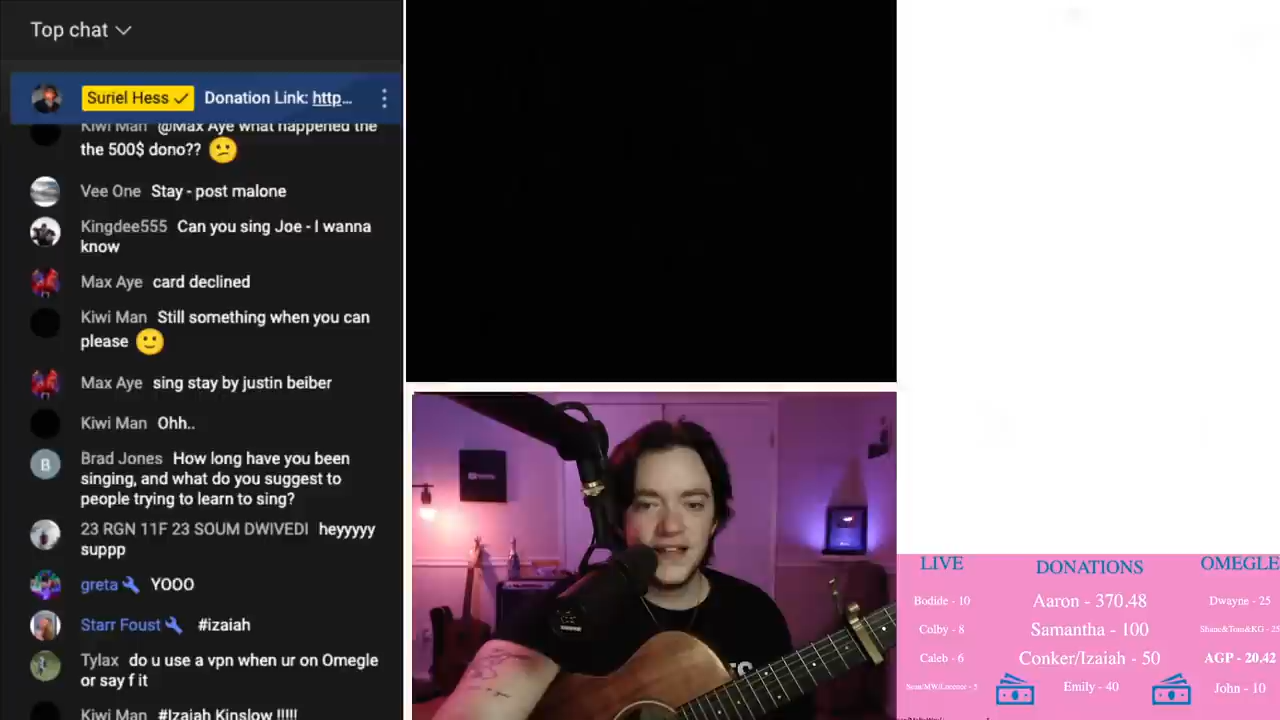 Top chat
Suriel Hess Donation Link: http...
Kiwi Man @Max Aye what happened the
the 500$ dono??
Vee One Stay - post malone
Kingdee555 Can you sing Joe - I wanna
know
Max Aye card declined
Kiwi Man Still something when you can
please
Max Aye sing stay by justin beiber
Kiwi Man Ohh..
B
Brad Jones How long have you been
singing, and what do you suggest to
people trying to learn to sing?
23 RGN 11F 23 SOUM DWIVEDI heyyyyy
suppp
greta YOOO
Starr Foust #izaiah
Tylax do u use a vpn when ur on Omegle
or say f it
Kiwi Man #Izaiah Kinslow !!!!!
LIVE
Bodide - 10
Colby - 8
Caleb - 6
DONATIONS
Aaron - 370.48
Samantha - 100
Conker/Izaiah - 50
Emily - 40
OMEGLE
Dwayne - 25
Shane&Tom&KG - 25
AGP - 20,42
John - 10